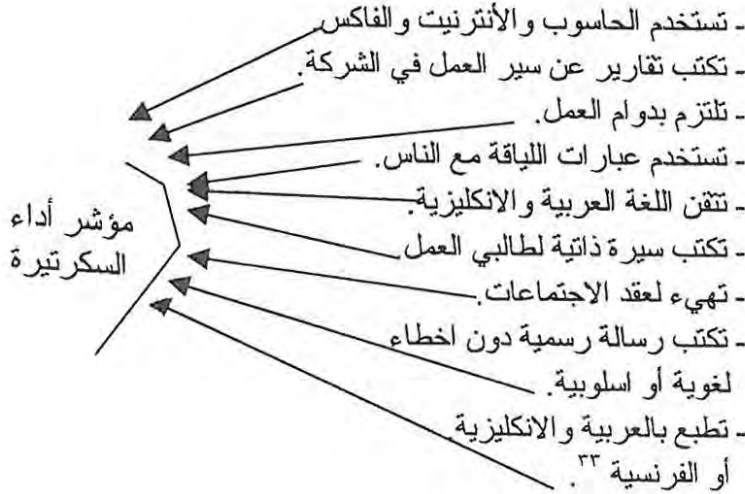 - تستخدم الحاسوب والأنترنيت والفاكس
- تكتب تقارير عن سير العمل في الشركة.
- تلتزم بدوام العمل.
- تستخدم عبارات اللياقة مع الناس.
- تتقن اللغة العربية والانكليزية.
- تكتب سيرة ذاتية لطالبي العمل
- تهيء لعقد الاجتماعات.
- تكتب رسالة رسمية دون اخطاء
لغوية أو اسلوبية.
- تطبع بالعربية والانكليزية
أو الفرنسية ٣٣.
مؤشر أداء
السكرتيرة